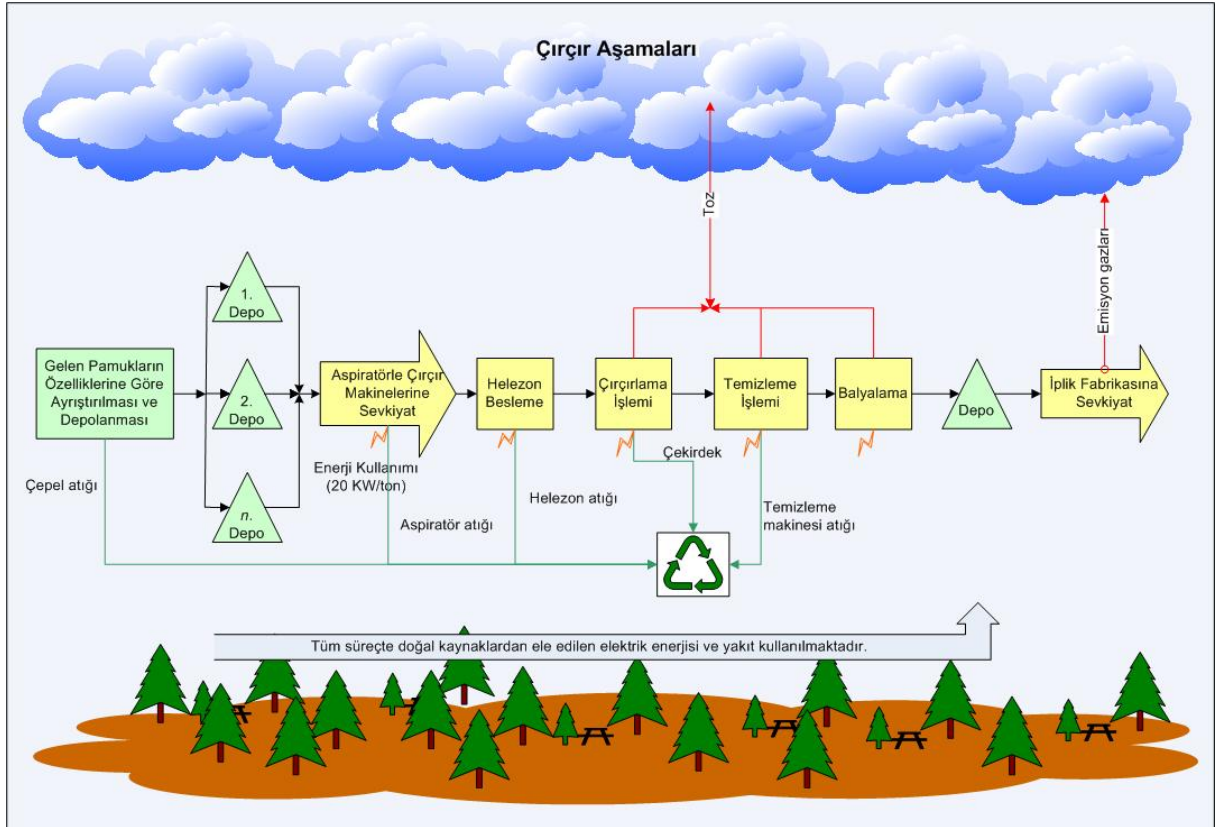 Çırçır Aşamaları
Toz
Emisyon gazları
1.
Depo
Gelen Pamukların
Özelliklerine Göre
Ayrıştırılması ve
Depolanması
2.
Depo
n.
Depo
Aspiratörle Çırçır
Makinelerine
Sevkiyat
Helezon
Besleme
Çırçırlama
İşlemi
Temizleme
İşlemi
Balyalama
Depo
İplik Fabrikasına
Sevkiyat
Enerji Kullanımı
(20 KW/ton)
Çepel atığı
Aspiratör atığı
Helezon atığı
Çekirdek
Temizleme
makinesi atığı
Tüm süreçte doğal kaynaklardan ele edilen elektrik enerjisi ve yakıt kullanılmaktadır.